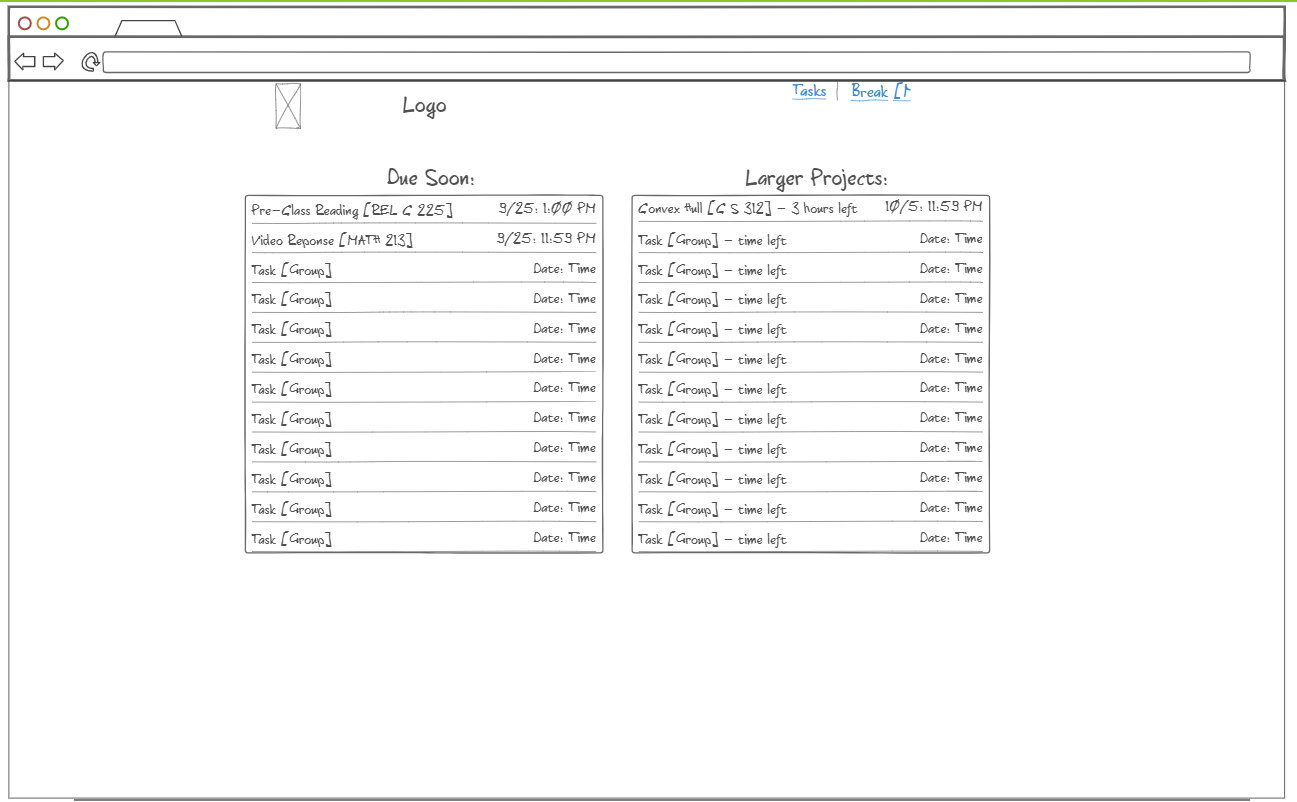 Logo
Tasks | Break
Due Soon:
Pre-Class Reading [REL C 225] 9/25: 1:00 PM
Video Reponse [MATH 213] 9/25: 11:59 PM
Task [Group] Date: Time
Task [Group] Date: Time
Task [Group] Date: Time
Task [Group] Date: Time
Task [Group] Date: Time
Task [Group] Date: Time
Task [Group] Date: Time
Task [Group] Date: Time
Task [Group] Date: Time
Task [Group] Date: Time
Larger Projects:
Convex Hull [C S 312] - 3 hours left 10/5: 11:59 PM
Task [Group] - time left Date: Time
Task [Group] - time left Date: Time
Task [Group] - time left Date: Time
Task [Group] - time left Date: Time
Task [Group] - time left Date: Time
Task [Group] - time left Date: Time
Task [Group] - time left Date: Time
Task [Group] - time left Date: Time
Task [Group] - time left Date: Time
Task [Group] - time left Date: Time
Task [Group] - time left Date: Time